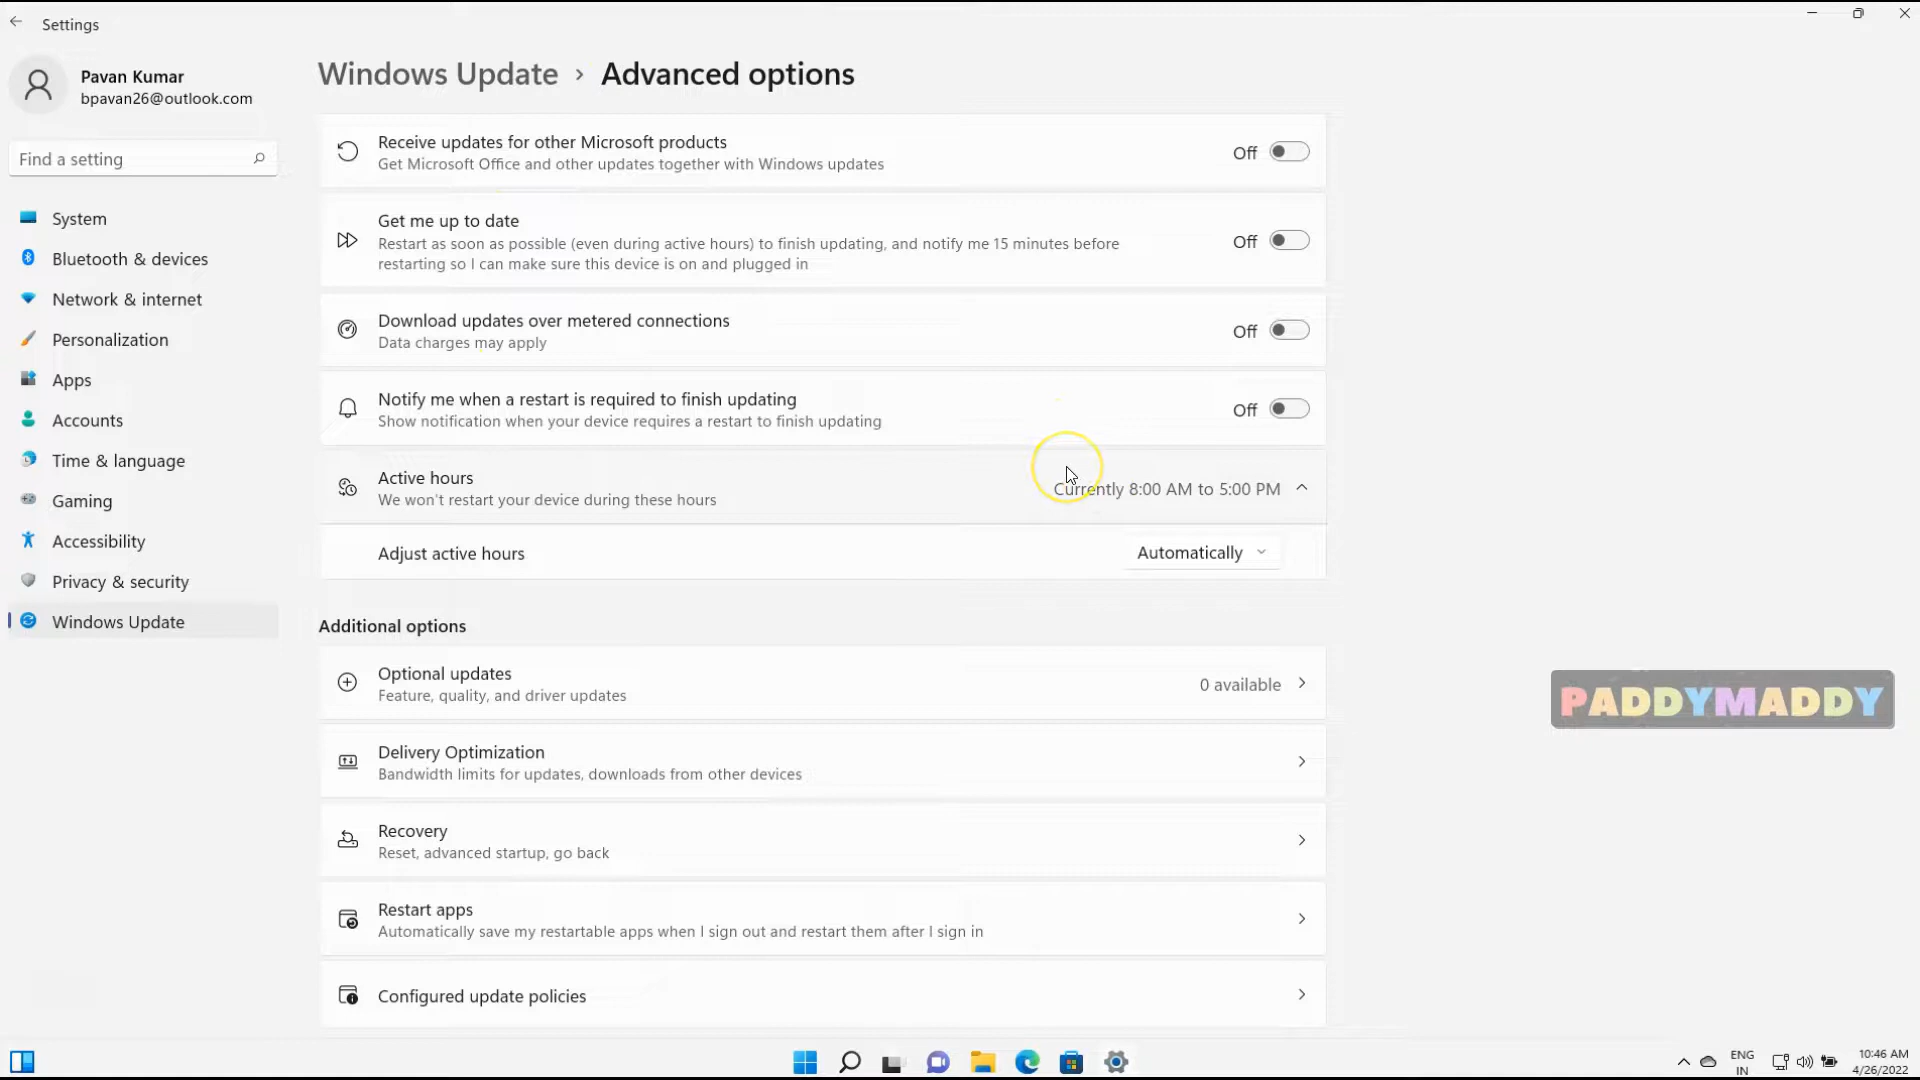 Settings
Pavan Kumar
bpavan26@outlook.com
Find a setting
System
Bluetooth & devices
Network & internet
Personalization
Apps
Accounts
Time & language
Gaming
Accessibility
Privacy & security
Windows Update
Windows Update › Advanced options
Receive updates for other Microsoft products
Get Microsoft Office and other updates together with Windows updates
Off
Get me up to date
Restart as soon as possible (even during active hours) to finish updating, and notify me 15 minutes before
restarting so I can make sure this device is on and plugged in
Off
Download updates over metered connections
Data charges may apply
Off
Notify me when a restart is required to finish updating
Show notification when your device requires a restart to finish updating
Off
Active hours
We won't restart your device during these hours
Currently 8:00 AM to 5:00 PM
Adjust active hours
Automatically
Additional options
Optional updates
Feature, quality, and driver updates
0 available
Delivery Optimization
Bandwidth limits for updates, downloads from other devices
Recovery
Reset, advanced startup, go back
Restart apps
Automatically save my restartable apps when I sign out and restart them after I sign in
Configured update policies
PADDYMADDY
ENG
IN
10:46 AM
4/26/2022